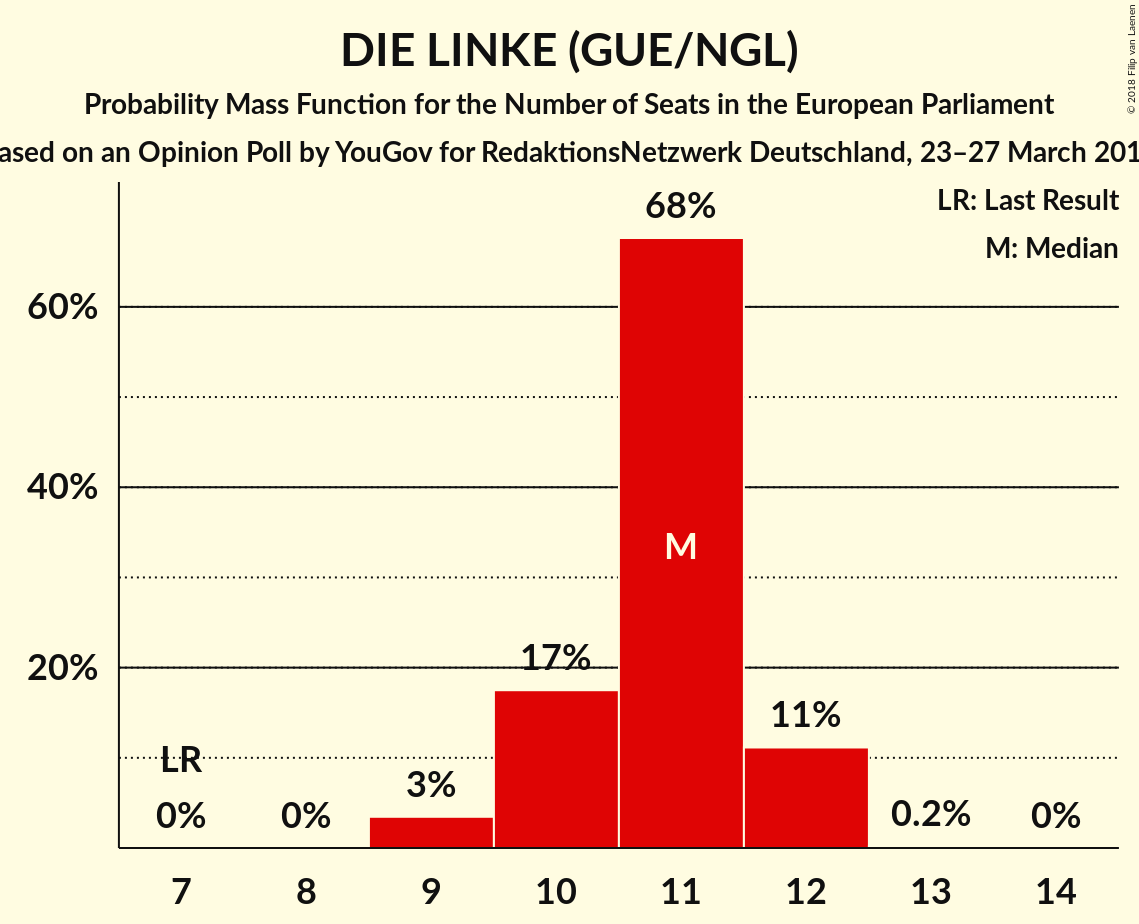 DIE LINKE (GUE/NGL)
Probability Mass Function for the Number of Seats in the European Parliament
ased on an Opinion Poll by YouGov for RedaktionsNetzwerk Deutschland, 23–27 March 201
© 2018 Filip van Laenen
LR: Last Result
M: Median
68%
60%
40%
M
20%
17%
11%
LR
3%
0%
0%
0.2%
0%
7 8 9 10 11 12 13 14